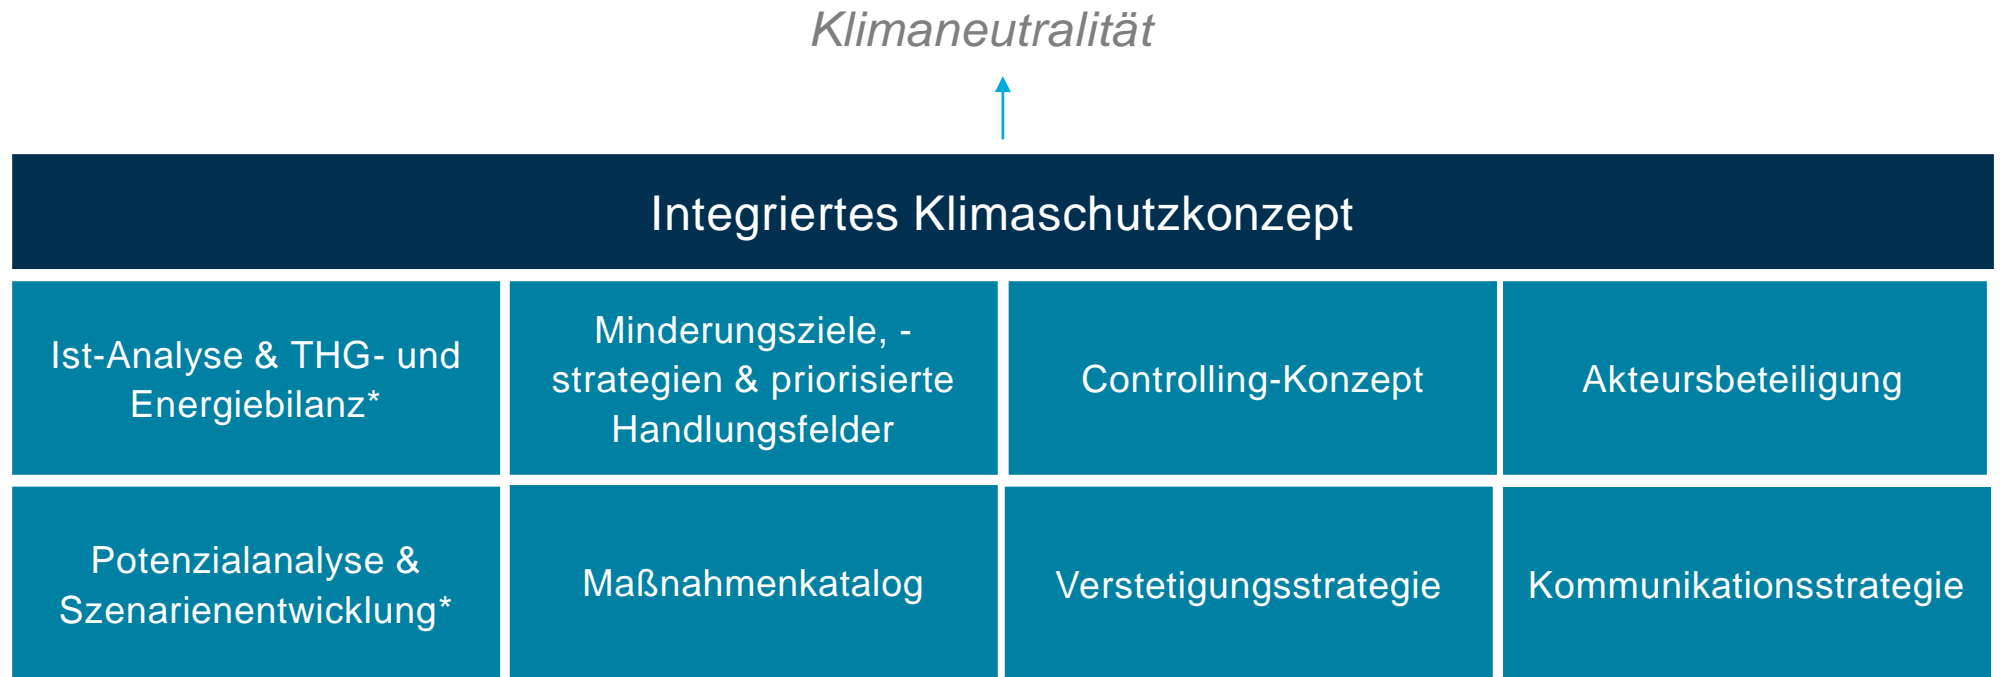 Klimaneutralität
Integriertes Klimaschutzkonzept
Ist-Analyse & THG- und
Energiebilanz*
Minderungsziele, -
strategien & priorisierte
Handlungsfelder
Controlling-Konzept
Akteursbeteiligung
Potenzialanalyse &
Szenarienentwicklung*
Maßnahmenkatalog
Verstetigungsstrategie
Kommunikationsstrategie